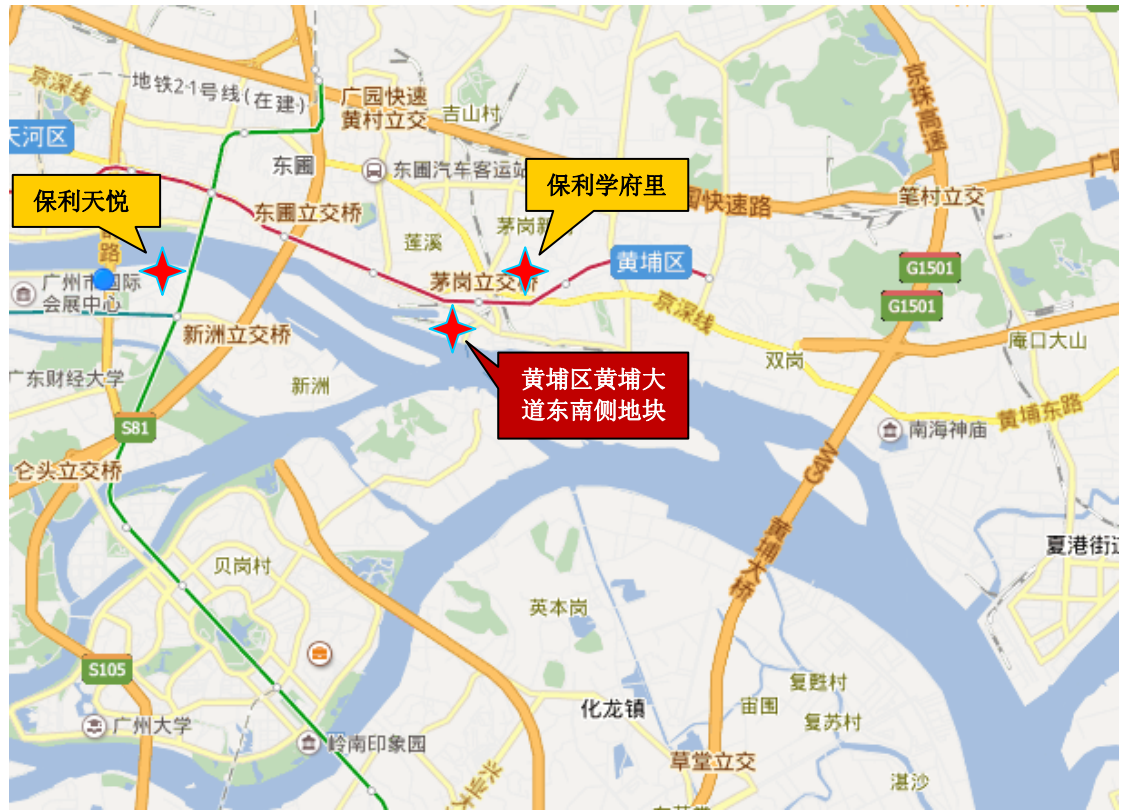 京深线
地铁2·1号线(在建)
广园快速
黄村立交
吉山村
京珠高速
天河区
东圃
东圃汽车客运站
保利学府里
保利天悦
园快速路
笔村立交
广园
东圃立交桥
莲溪
茅岗新
黄埔区
茅岗立交桥
G1501
G1501
路
广州市国际
会展中心
新洲立交桥
京深线
双岗
庵口大山
广东财经大学
新洲
黄埔区黄埔大
道东南侧地块
黄埔东路
南海神庙
S81
仑头立交桥
G4W
黄埔大桥
夏港街道
贝岗村
英本岗
S105
化龙镇
宙围
复甦村
复苏村
广州大学
岭南印象园
兴业大
草堂立交
湛沙